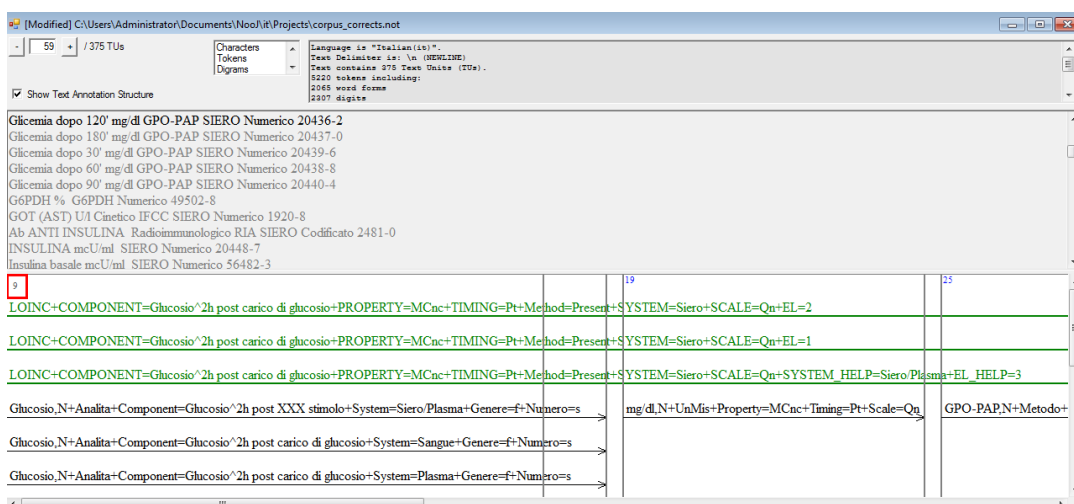 [Modified] C:\Users\Administrator\Documents\NooJ\it\Projects\corpus_corrects.not
- 59 + / 375 TUs
Characters
Tokens
Digrams
Show Text Annotation Structure
Language is "Italian(it)".
Text Delimiter is: \n (NEWLINE)
Text contains 375 Text Units (TUs).
5220 tokens including:
2065 word forms
2307 digits
Glicemia dopo 120' mg/dl GPO-PAP SIERO Numerico 20436-2
Glicemia dopo 180' mg/dl GPO-PAP SIERO Numerico 20437-0
Glicemia dopo 30' mg/dl GPO-PAP SIERO Numerico 20439-6
Glicemia dopo 60' mg/dl GPO-PAP SIERO Numerico 20438-8
Glicemia dopo 90' mg/dl GPO-PAP SIERO Numerico 20440-4
G6PDH % G6PDH Numerico 49502-8
GOT (AST) U/l Cinetico IFCC SIERO Numerico 1920-8
Ab ANTI INSULINA Radioimmunologico RIA SIERO Codificato 2481-0
INSULINA mcU/ml SIERO Numerico 20448-7
Insulina basale mcU/ml SIERO Numerico 56482-3
9 19 25
LOINC+COMPONENT=Glucosio^2h post carico di glucosio+PROPERTY=MCnc+TIMING=Pt+Method=Present+SYSTEM=Siero+SCALE=Qn+EL=2
LOINC+COMPONENT=Glucosio^2h post carico di glucosio+PROPERTY=MCnc+TIMING=Pt+Method=Present+SYSTEM=Siero+SCALE=Qn+EL=1
LOINC+COMPONENT=Glucosio^2h post carico di glucosio+PROPERTY=MCnc+TIMING=Pt+Method=Present+SYSTEM=Siero+SCALE=Qn+SYSTEM_HELP=Siero/Plasma+EL_HELP=3
Glucosio,N+Analita+Component=Glucosio^2h post XXX stimolo+System=Siero/Plasma+Genere=f+Numero=s mg/dl,N+UnMis+Property=MCnc+Timing=Pt+Scale=Qn GPO-PAP,N+Metodo+
Glucosio,N+Analita+Component=Glucosio^2h post carico di glucosio+System=Sangue+Genere=f+Numero=s
Glucosio,N+Analita+Component=Glucosio^2h post carico di glucosio+System=Plasma+Genere=f+Numero=s